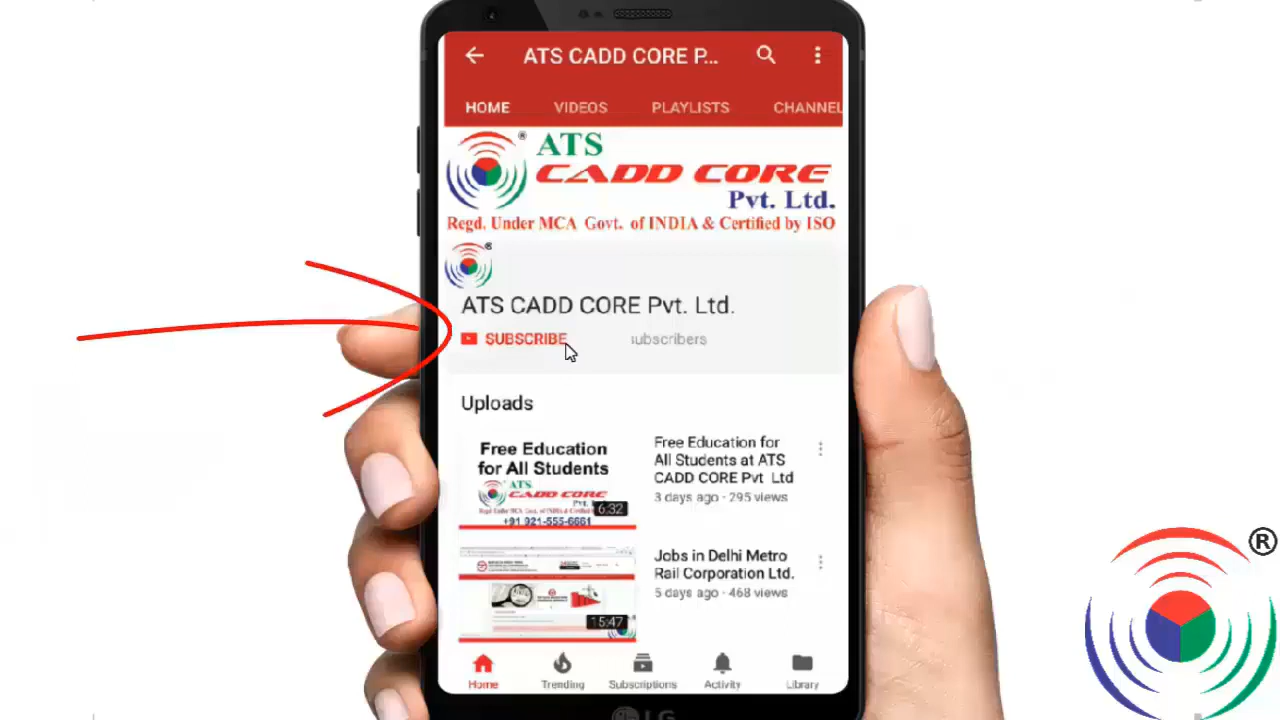 ATS CADD CORE P...
HOME VIDEOS PLAYLISTS CHANNEL
®
ATS
CADD CORE
Pvt. Ltd.
Regd. Under MCA Govt. of INDIA & Certified by ISO
®
ATS CADD CORE Pvt. Ltd.
SUBSCRIBE ubscribers
Uploads
Free Education
for All Students
ATS
CADD CORE
6:32
+91 921-555-6661
Free Education for
All Students at ATS
CADD CORE Pvt Ltd
3 days ago · 295 views
15:47
Jobs in Delhi Metro
Rail Corporation Ltd.
5 days ago · 468 views
Home Trending Subscriptions Activity Library
LG
®